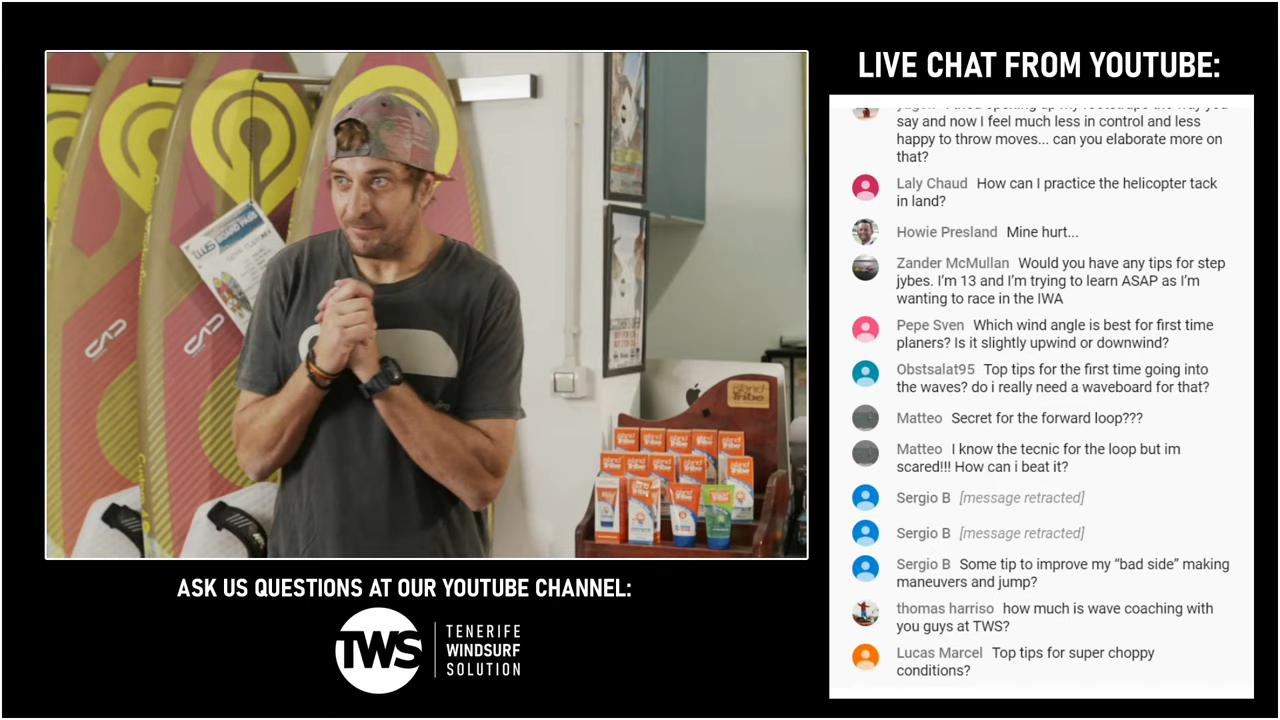 LIVE CHAT FROM YOUTUBE:
say and now I feel much less in control and less
happy to throw moves... can you elaborate more on
that?
Laly Chaud How can I practice the helicopter tack
in land?
Howie Presland Mine hurt...
Zander McMullan Would you have any tips for step
jybes. I'm 13 and I'm trying to learn ASAP as I'm
wanting to race in the IWA
Pepe Sven Which wind angle is best for first time
planers? Is it slightly upwind or downwind?
Obstsalat95 Top tips for the first time going into
the waves? do i really need a waveboard for that?
Matteo Secret for the forward loop???
Matteo I know the tecnic for the loop but im
scared!!! How can i beat it?
Sergio B [message retracted]
Sergio B [message retracted]
Sergio B Some tip to improve my “bad side” making
maneuvers and jump?
thomas harriso how much is wave coaching with
you guys at TWS?
Lucas Marcel Top tips for super choppy
conditions?
island
Tribe
ASK US QUESTIONS AT OUR YOUTUBE CHANNEL:
TWS
TENERIFE
WINDSURF
SOLUTION